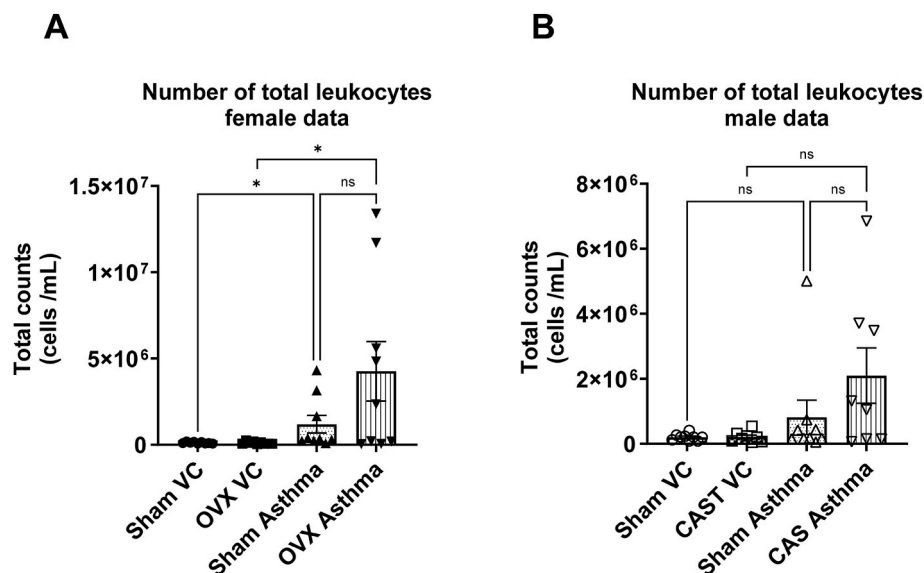 A
Number of total leukocytes
female data
*
*
ns
1.5×10⁷
1×10⁷
5×10⁶
0
Total counts
(cells /mL)
Sham VC
OVX VC
Sham Asthma
OVX Asthma
B
Number of total leukocytes
male data
ns
ns
ns
8×10⁶
6×10⁶
4×10⁶
2×10⁶
0
Total counts
(cells /mL)
Sham VC
CAST VC
Sham Asthma
CAS Asthma